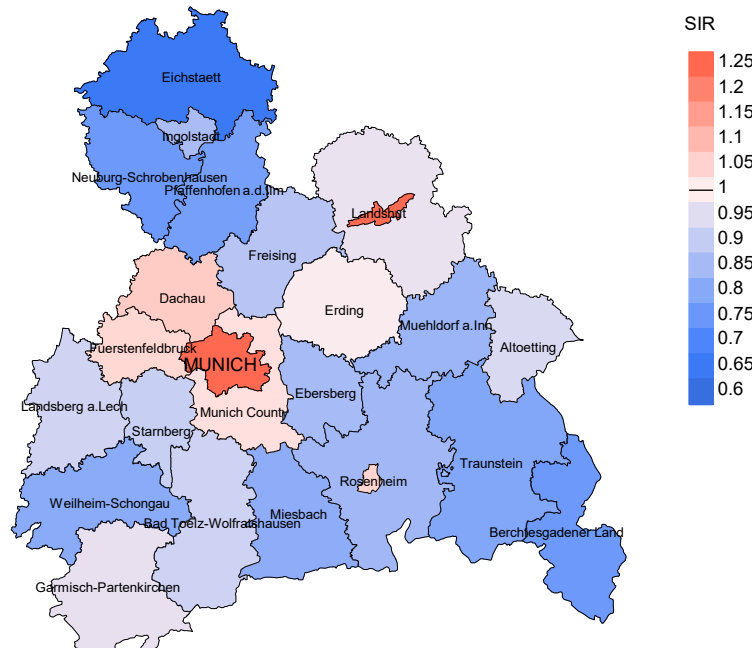 SIR
1.25
1.2
1.15
1.1
1.05
1
0.95
0.9
0.85
0.8
0.75
0.7
0.65
0.6
Eichstaett
Ingolstadt
Neuburg-Schrobenhausen
Pfaffenhofen a.d.Ilm
Landshut
Freising
Dachau
Erding
Muehldorf a.Inn
Fuerstenfeldbruck
Altoetting
MUNICH
Ebersberg
Landsberg a.Lech
Munich County
Starnberg
Traunstein
Rosenheim
Weilheim-Schongau
Miesbach
Bad Toelz-Wolfratshausen
Berchtesgadener Land
Garmisch-Partenkirchen